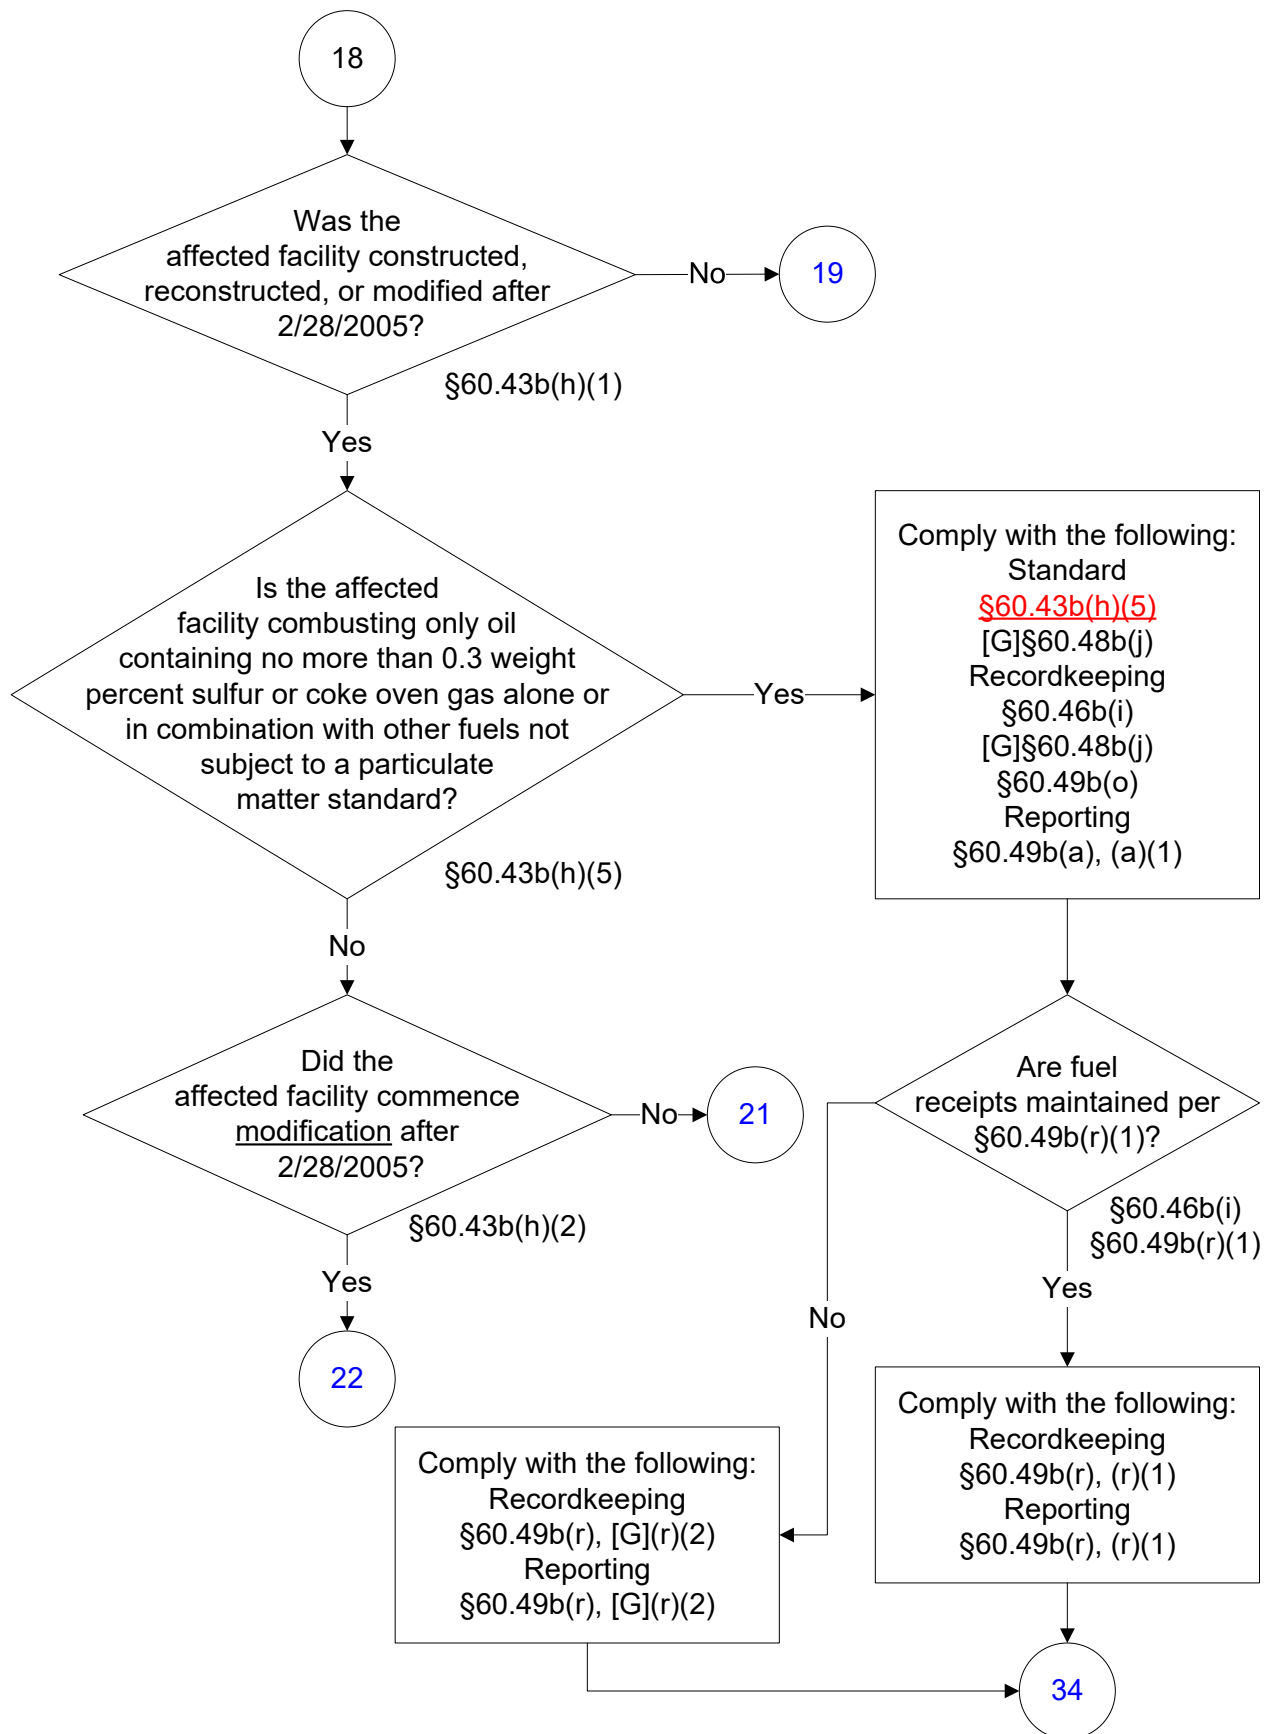 18
Was the
affected facility constructed,
reconstructed, or modified after
2/28/2005?
No
19
§60.43b(h)(1)
Yes
Is the affected
facility combusting only oil
containing no more than 0.3 weight
percent sulfur or coke oven gas alone or
in combination with other fuels not
subject to a particulate
matter standard?
Yes
§60.43b(h)(5)
Comply with the following:
Standard
§60.43b(h)(5)
[G]§60.48b(j)
Recordkeeping
§60.46b(i)
[G]§60.48b(j)
§60.49b(o)
Reporting
§60.49b(a), (a)(1)
No
Did the
affected facility commence
modification after
2/28/2005?
No
21
§60.43b(h)(2)
Yes
22
Are fuel
receipts maintained per
§60.49b(r)(1)?
§60.46b(i)
§60.49b(r)(1)
Yes
No
Comply with the following:
Recordkeeping
§60.49b(r), (r)(1)
Reporting
§60.49b(r), (r)(1)
Comply with the following:
Recordkeeping
§60.49b(r), [G](r)(2)
Reporting
§60.49b(r), [G](r)(2)
34